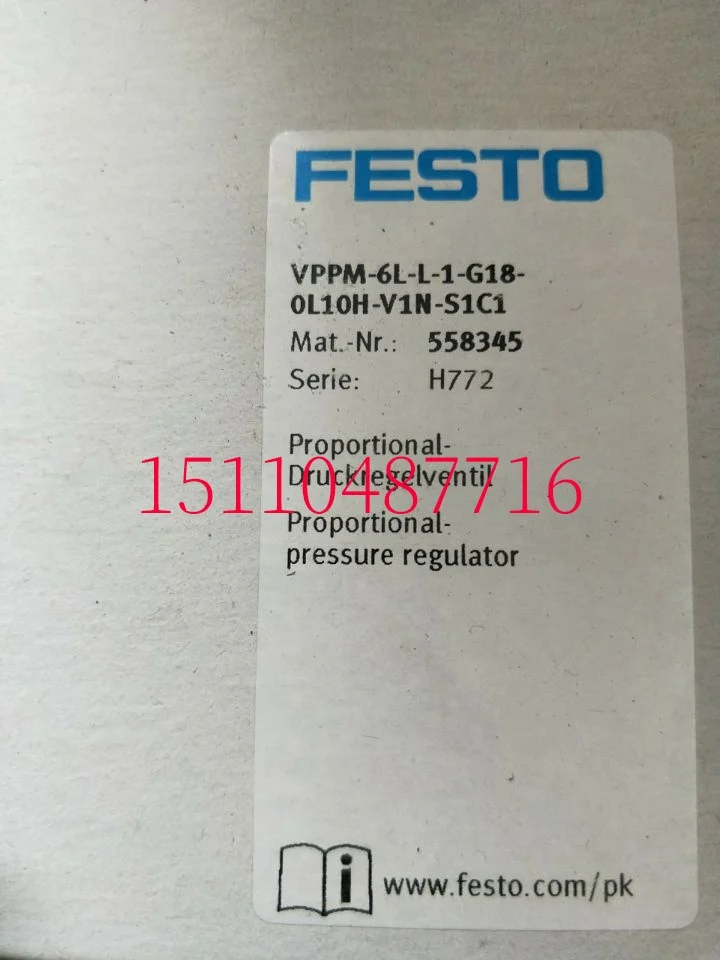 FESTO
VPPM-6L-L-1-G18-
0L10H-V1N-S1C1
Mat.-Nr.: 558345
Serie: H772
Proportional-
Druckregelventil
15110487716
Proportional-
pressure regulator
i www.festo.com/pk